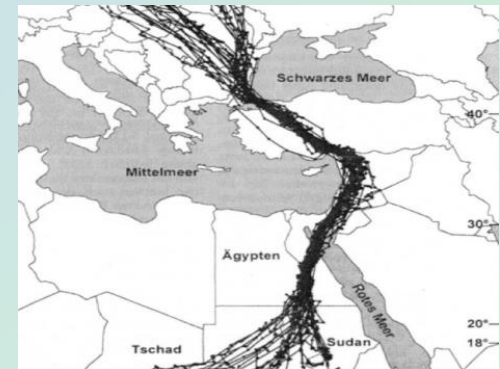 Schwarzes Meer
40°
Mittelmeer
30°
Ägypten
Rotes Meer
20°
Tschad
Sudan
18°